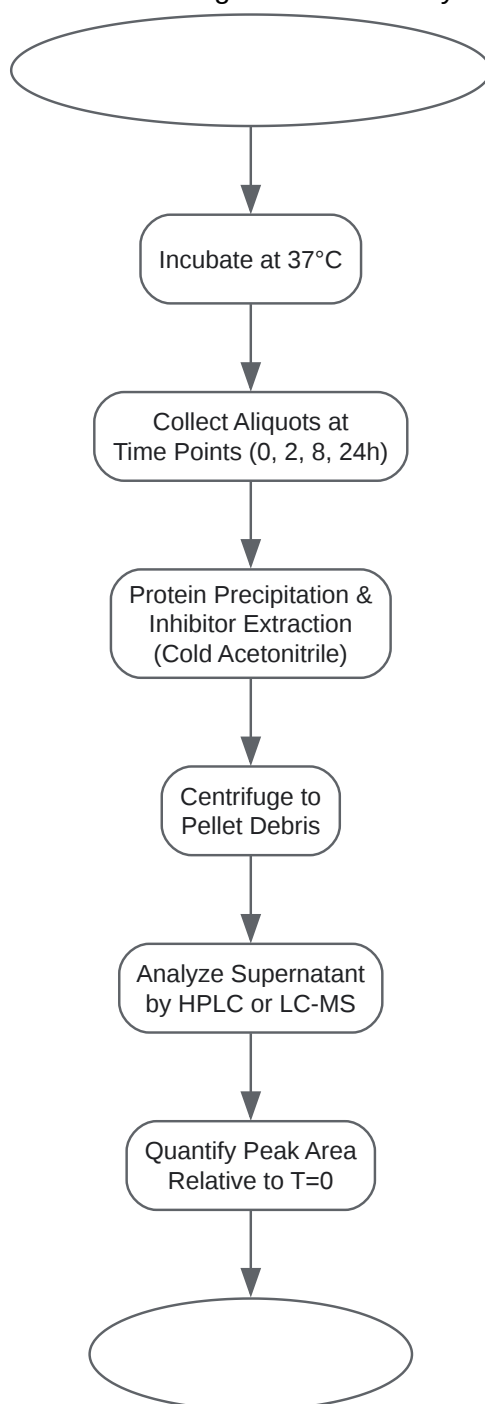 Incubate at 37°C
Collect Aliquots at
Time Points (0, 2, 8, 24h)
Protein Precipitation &
Inhibitor Extraction
(Cold Acetonitrile)
Centrifuge to
Pellet Debris
Analyze Supernatant
by HPLC or LC-MS
Quantify Peak Area
Relative to T=0